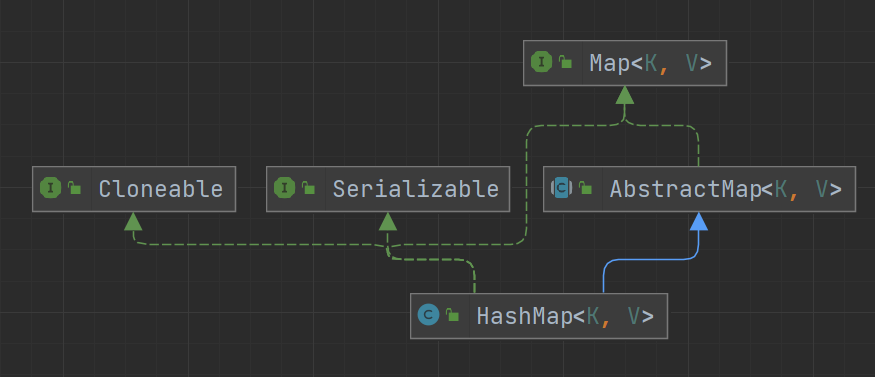 I Map<K, V>
I Cloneable
I Serializable
C AbstractMap<K, V>
C HashMap<K, V>